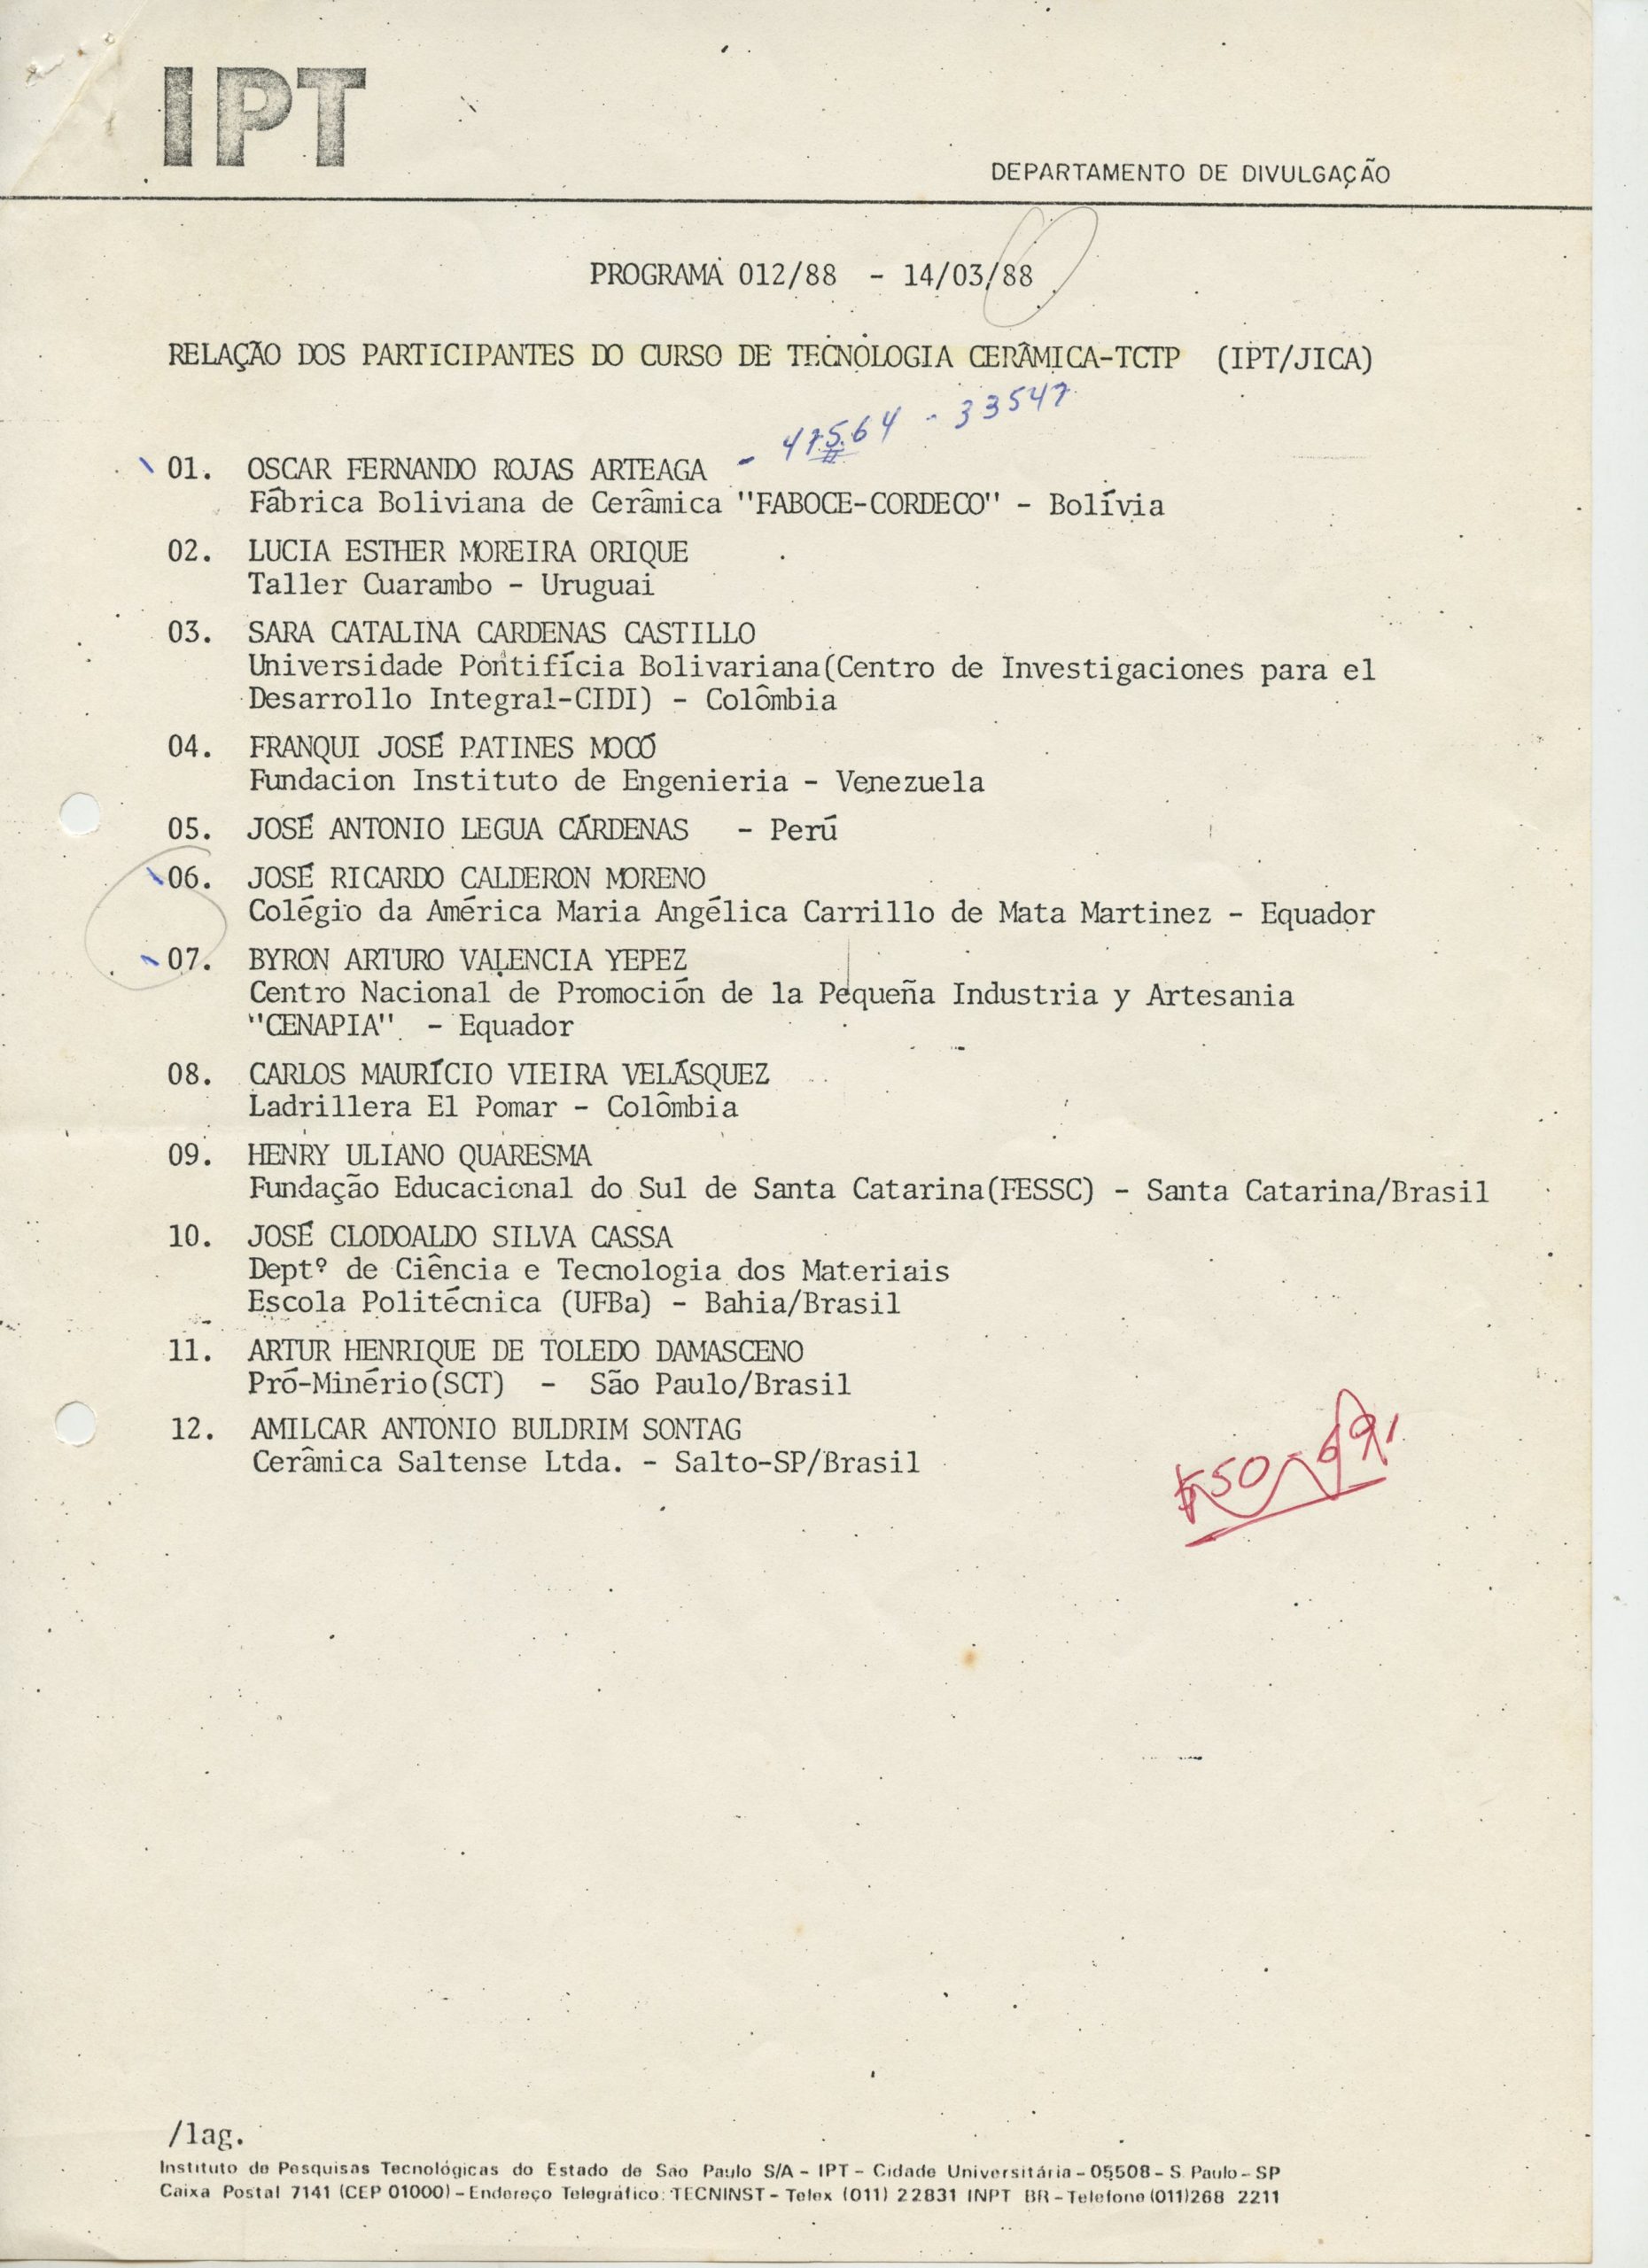 IPT
DEPARTAMENTO DE DIVULGAÇÃO
PROGRAMA 012/88 - 14/03/88
RELAÇÃO DOS PARTICIPANTES DO CURSO DE TECNOLOGIA CERÂMICA-TCTP (IPT/JICA)
- 47564 - 33547
01. OSCAR FERNANDO ROJAS ARTEAGA
Fábrica Boliviana de Cerâmica "FABOCE-CORDECO" - Bolívia
02. LUCIA ESTHER MOREIRA ORIQUE
Taller Cuarambo - Uruguai
03. SARA CATALINA CARDENAS CASTILLO
Universidade Pontifícia Bolivariana(Centro de Investigaciones para el
Desarrollo Integral-CIDI) - Colômbia
04. FRANQUI JOSÉ PATINES MOCÓ
Fundacion Instituto de Engenieria - Venezuela
05. JOSÉ ANTONIO LEGUA CÁRDENAS - Perú
06. JOSÉ RICARDO CALDERON MORENO
Colégio da América Maria Angélica Carrillo de Mata Martinez - Equador
07. BYRON ARTURO VALENCIA YEPEZ
Centro Nacional de Promoción de la Pequeña Industria y Artesania
"CENAPIA" - Equador
08. CARLOS MAURÍCIO VIEIRA VELÁSQUEZ
Ladrillera El Pomar - Colômbia
09. HENRY ULIANO QUARESMA
Fundação Educacional do Sul de Santa Catarina(FESSC) - Santa Catarina/Brasil
10. JOSÉ CLODOALDO SILVA CASSA
Deptº de Ciência e Tecnologia dos Materiais
Escola Politécnica (UFBa) - Bahia/Brasil
11. ARTUR HENRIQUE DE TOLEDO DAMASCENO
Pró-Minério(SCT) - São Paulo/Brasil
12. AMILCAR ANTONIO BULDRIM SONTAG
Cerâmica Saltense Ltda. - Salto-SP/Brasil
/lag.
Instituto de Pesquisas Tecnológicas do Estado de São Paulo S/A - IPT - Cidade Universitária - 05508 - S. Paulo - SP
Caixa Postal 7141 (CEP 01000) - Endereço Telegráfico: TECNINST - Telex (011) 22831 INPT BR - Telefone (011)268 2211